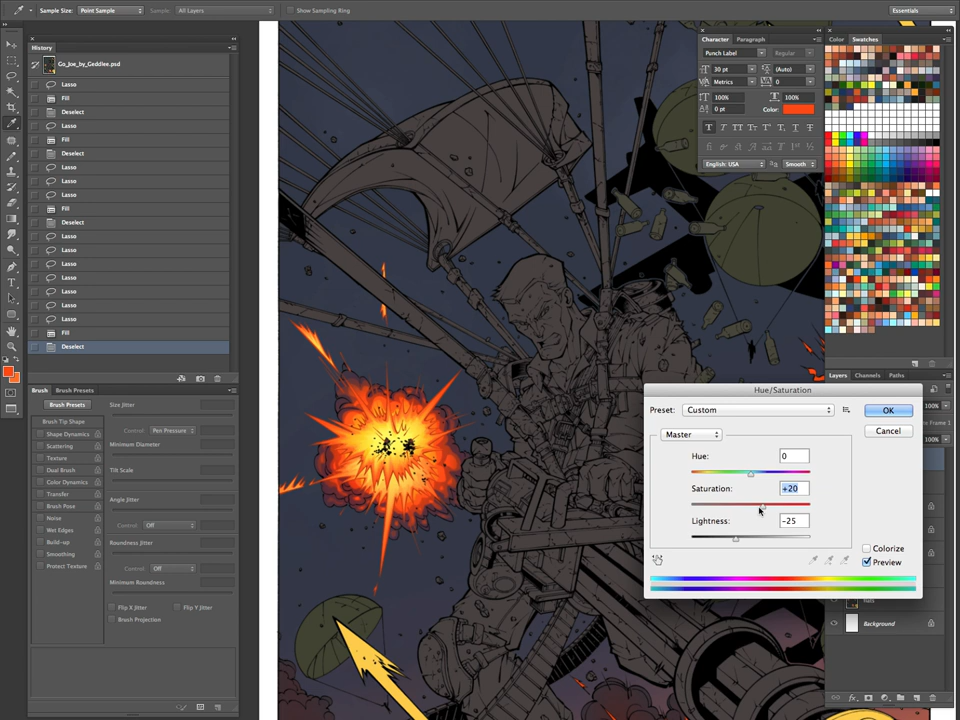 Sample Size: Point Sample Sample: All Layers Show Sampling Ring Essentials
History
Go_Joe_by_Geddlee.psd
Lasso
Fill
Deselect
Lasso
Fill
Deselect
Lasso
Lasso
Lasso
Fill
Deselect
Lasso
Lasso
Lasso
Lasso
Lasso
Lasso
Fill
Deselect
Brush Brush Presets
Brush Presets
Brush Tip Shape
Shape Dynamics
Scattering
Texture
Dual Brush
Color Dynamics
Transfer
Brush Pose
Noise
Wet Edges
Build-up
Smoothing
Protect Texture
Size Jitter
Control: Pen Pressure
Minimum Diameter
Tilt Scale
Angle Jitter
Control: Off
Roundness Jitter
Control: Off
Minimum Roundness
Flip X Jitter Flip Y Jitter
Brush Projection
Character Paragraph
Punch Label Regular
30 pt (Auto)
Metrics 0
100% 100%
0 pt Color:
English: USA Smooth
Color Swatches
Layers Channels Paths
Hue/Saturation
Preset: Custom
OK
Cancel
Master
Hue: 0
Saturation: +20
Lightness: -25
Colorize
Preview
Background